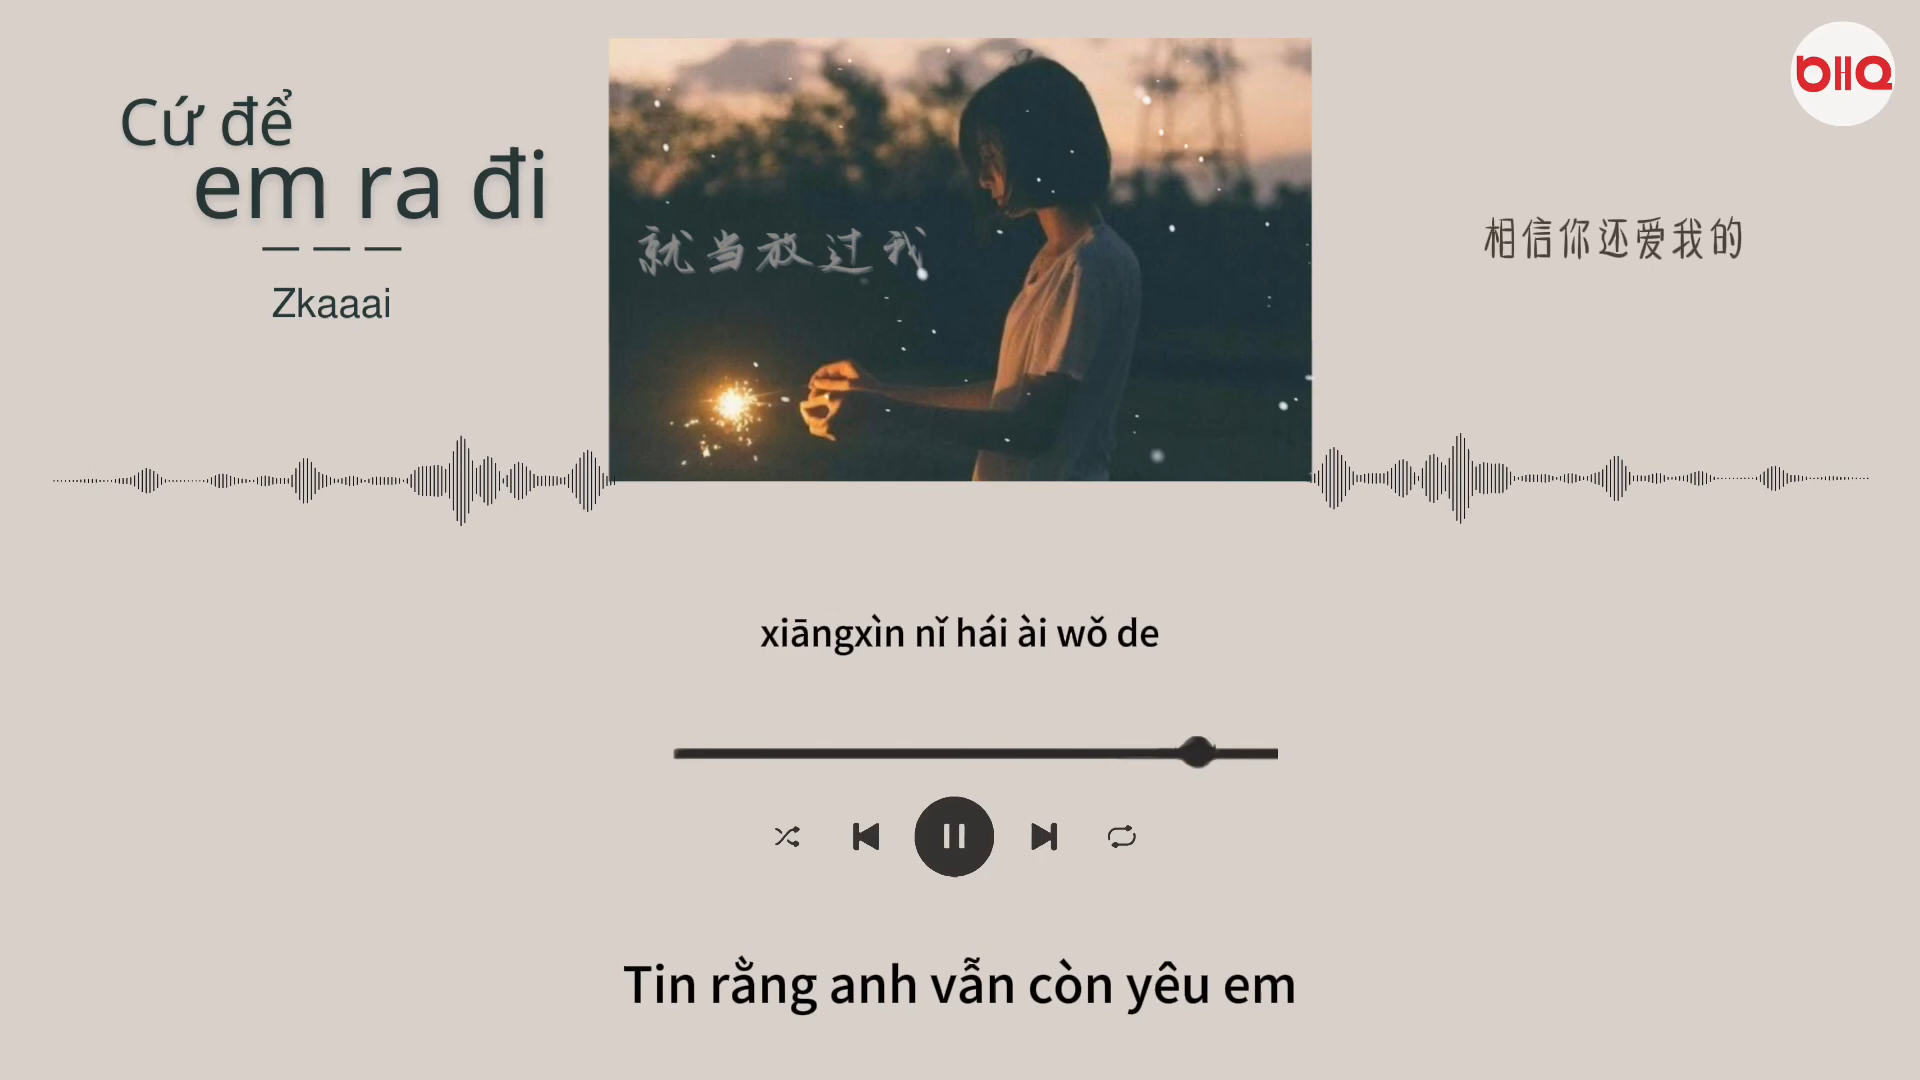 Cứ để
em ra đi
Zkaaai
就当放过我
相信你还爱我的
BHQ
xiāngxìn nǐ hái ài wǒ de
Tin rằng anh vẫn còn yêu em